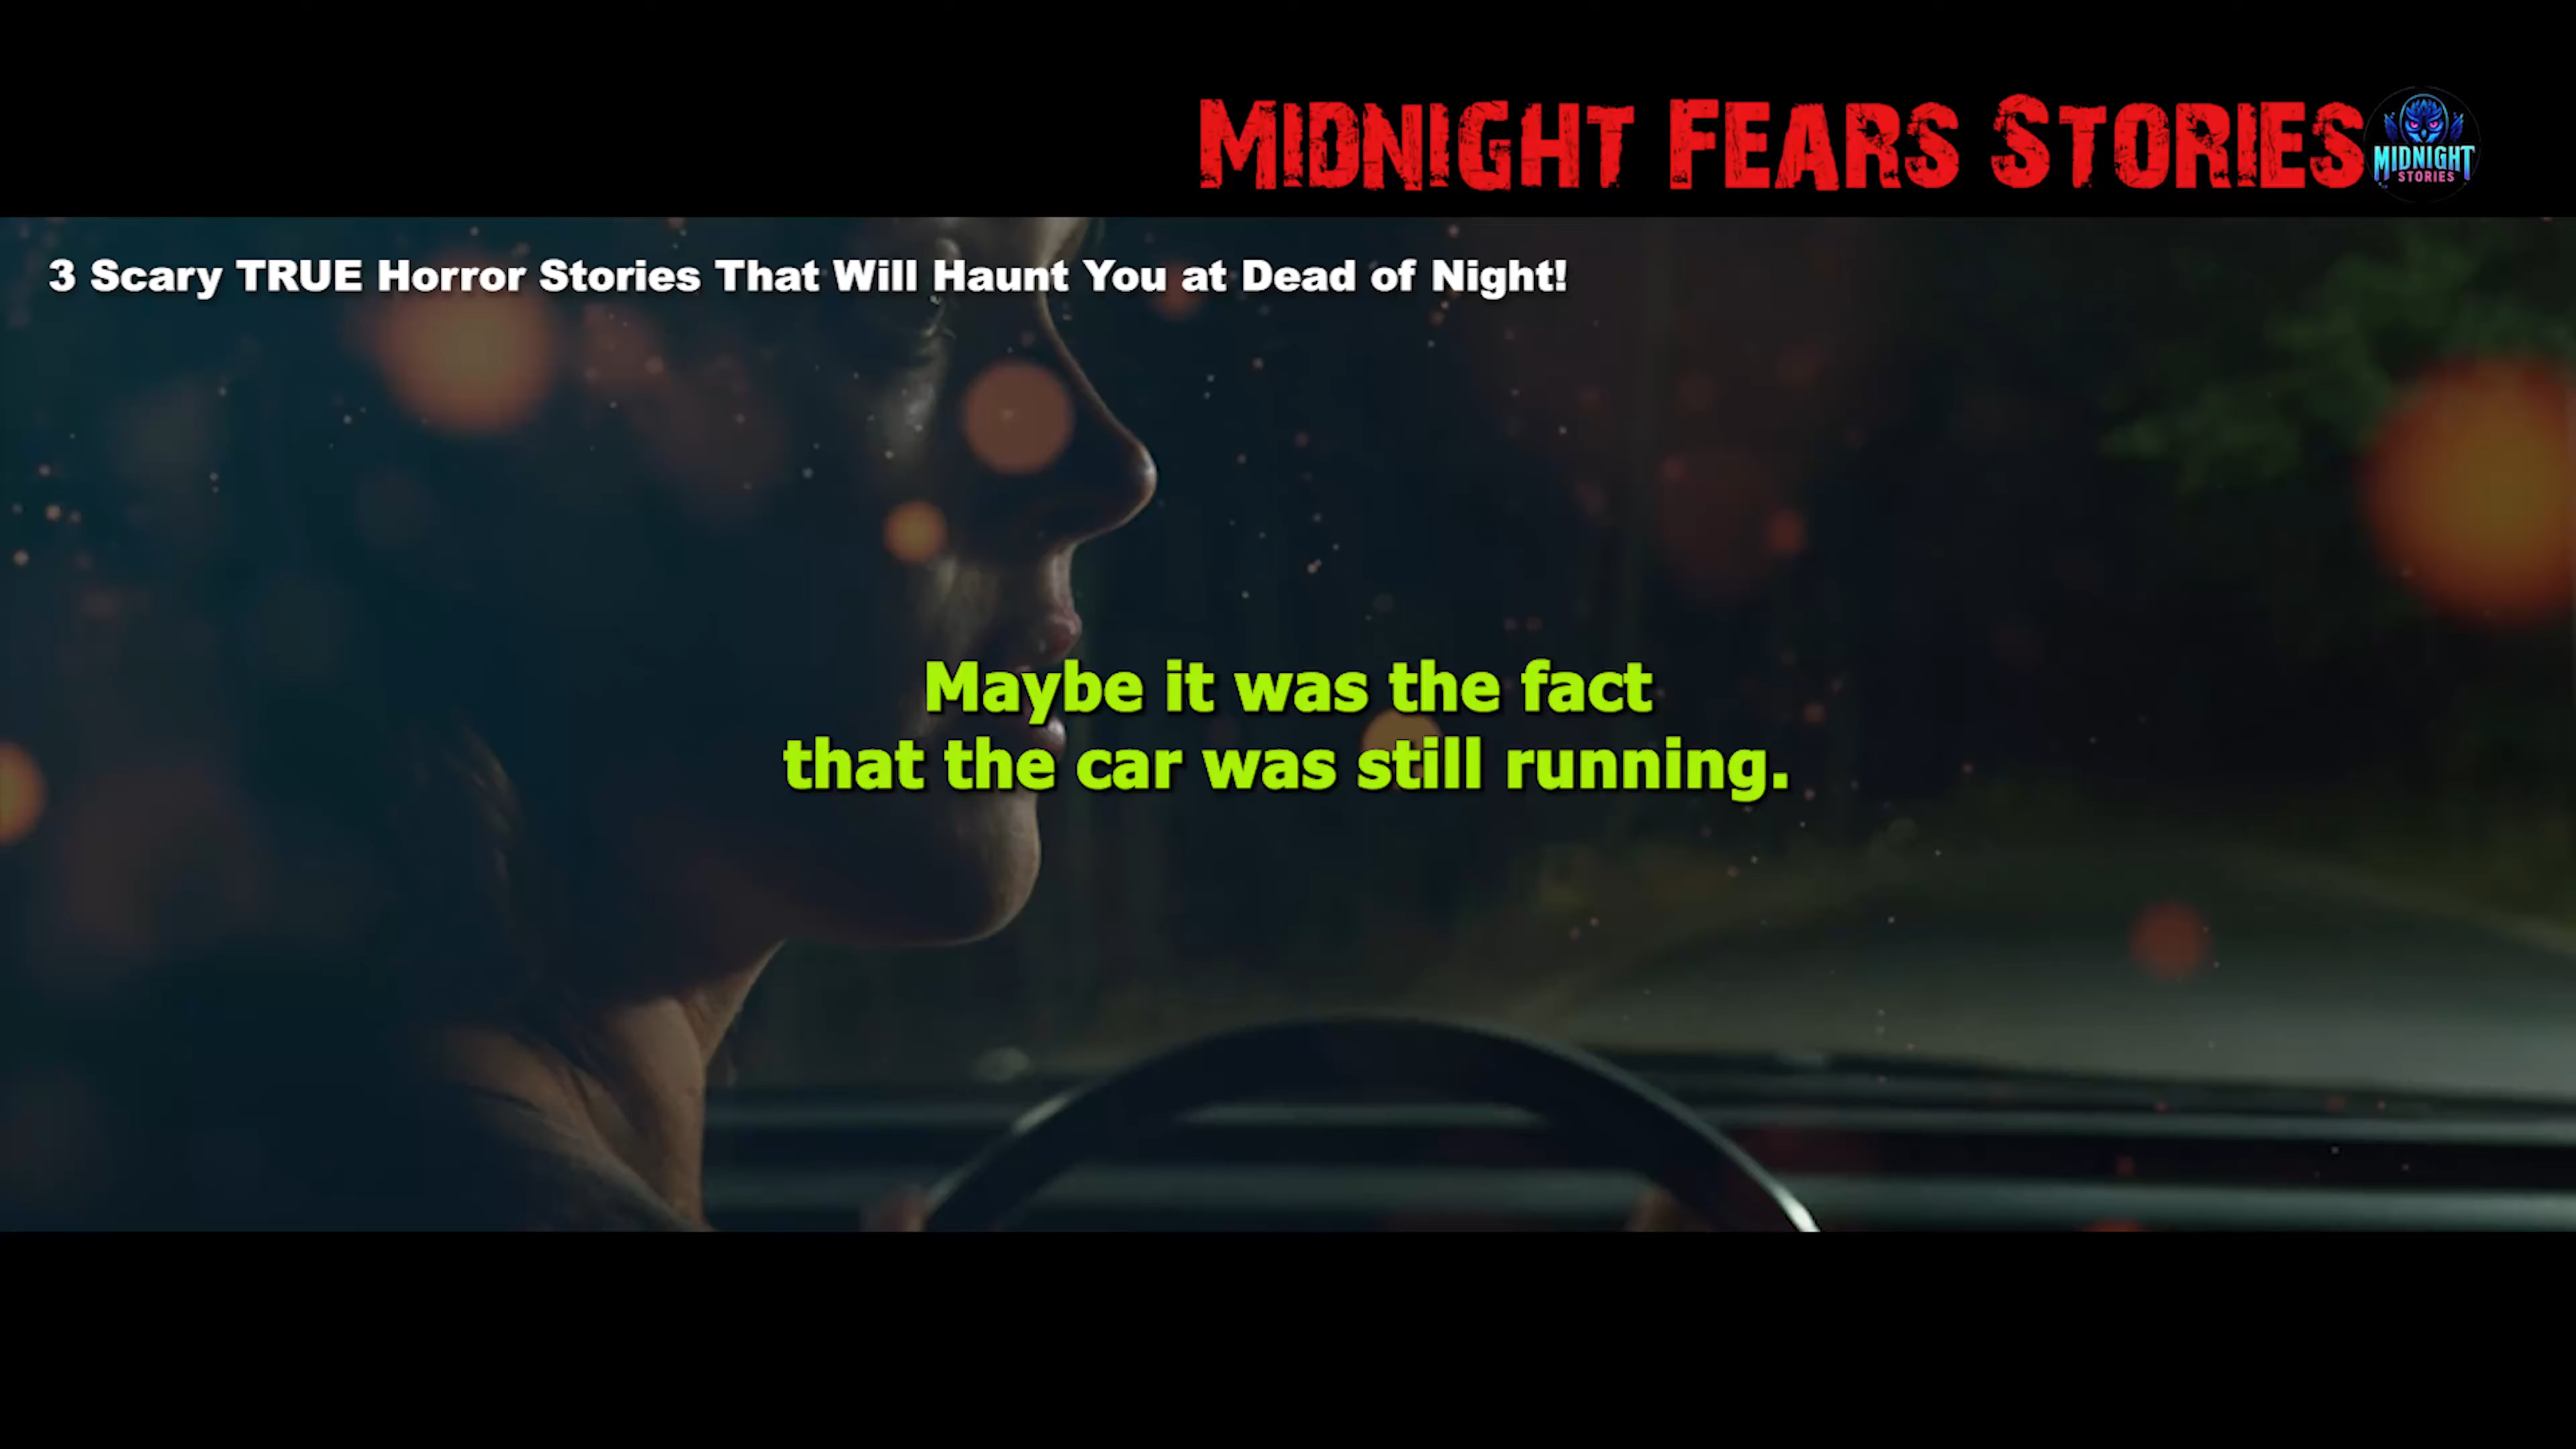 MIDNIGHT FEARS STORIES
MIDNIGHT
STORIES
3 Scary TRUE Horror Stories That Will Haunt You at Dead of Night!
Maybe it was the fact
that the car was still running.